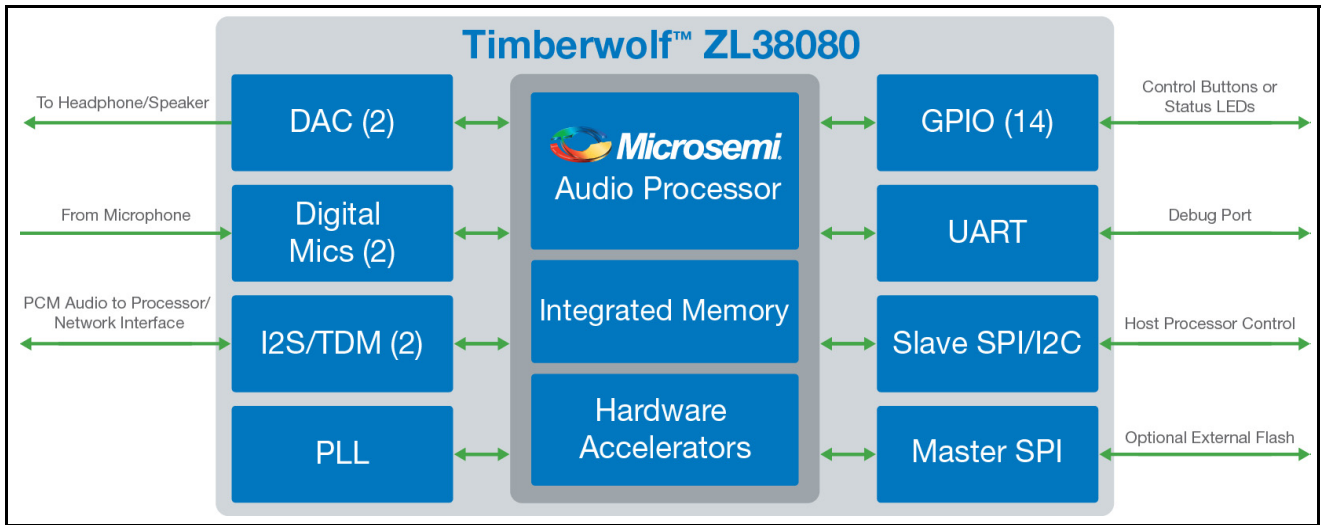 Timberwolf™ ZL38080
To Headphone/Speaker
DAC (2)
From Microphone
Digital
Mics (2)
PCM Audio to Processor/
Network Interface
I2S/TDM (2)
PLL
Microsemi.
Audio Processor
Integrated Memory
Hardware
Accelerators
GPIO (14)
Control Buttons or
Status LEDs
UART
Debug Port
Slave SPI/I2C
Host Processor Control
Master SPI
Optional External Flash